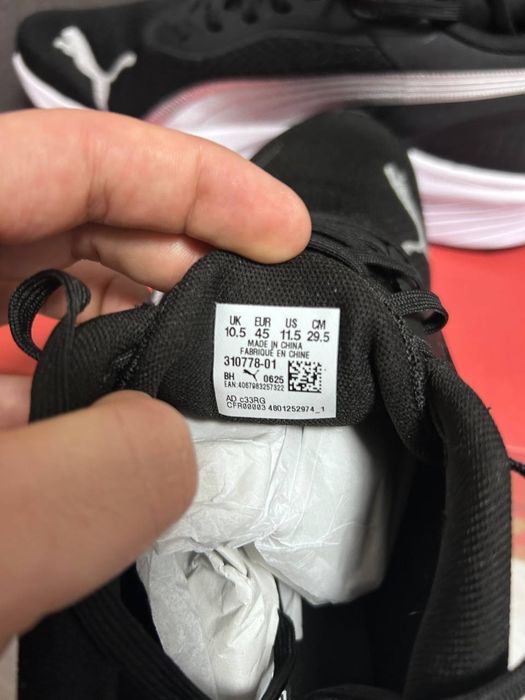 UK EUR US CM
10.5 45 11.5 29.5
MADE IN CHINA
FABRIQUÉ EN CHINE
310778-01
BH 0625
EAN:4067983257322
AD c33RG
CFR00003 4801252974_1